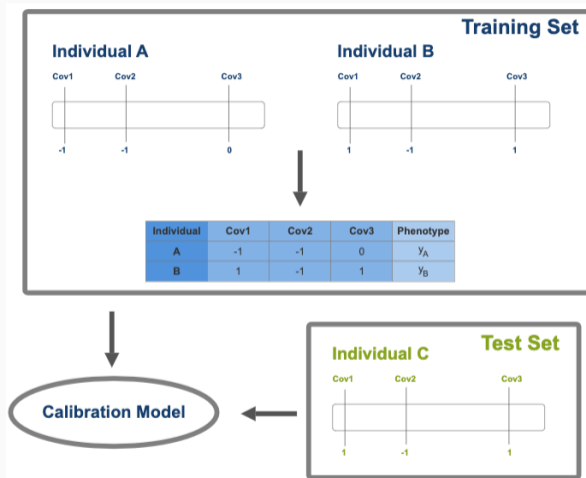 Training Set
Individual A
Individual B
Cov1 Cov2 Cov3
Cov1 Cov2 Cov3
-1 -1 0
1 -1 1
Individual Cov1 Cov2 Cov3 Phenotype
A -1 -1 0 yA
B 1 -1 1 yB
Test Set
Individual C
Cov1 Cov2 Cov3
Calibration Model
1 -1 1